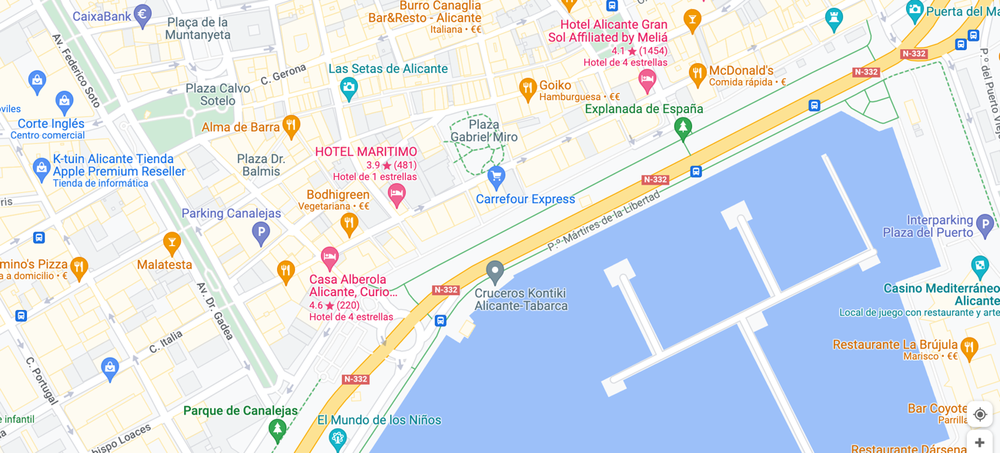 Burro Canaglia
Bar&Resto - Alicante
Italiana • €€
CaixaBank
Plaça de la
Muntanyeta
Puerta del Ma
Hotel Alicante Gran
Sol Affiliated by Meliá
4.1 ★ (1454)
Hotel de 4 estrellas
N-332
N-332
Av. Federico Soto
P.º del Puerto Viejo
C. Gerona
Las Setas de Alicante
McDonald's
Comida rápida • €
Plaza Calvo
Sotelo
Goiko
Hamburguesa • €€
Explanada de España
oviles
Corte Inglés
Centro comercial
Alma de Barra
Plaza
Gabriel Miro
HOTEL MARITIMO
3.9 ★ (481)
Hotel de 1 estrellas
K-tuin Alicante Tienda
Apple Premium Reseller
Tienda de informática
Plaza Dr.
Balmis
N-332
Bodhigreen
Vegetariana • €€
Carrefour Express
P.º Mártires de la Libertad
ris
Parking Canalejas
P
Interparking
Plaza del Puerto
P
mino's Pizza
a a domicilio • €
Malatesta
Casa Alberola
Alicante, Curio...
4.6 ★ (220)
Hotel de 4 estrellas
N-332
Cruceros Kontiki
Alicante-Tabarca
Casino Mediterráneo
Alicante
Local de juego con restaurante y arte
Av. Dr. Gadea
C. Italia
Restaurante La Brújula
Marisco • €€
C. Portugal
N-332
Parque de Canalejas
El Mundo de los Niños
Bar Coyote
Parrilla
e infantil
bispo Loaces
Restaurante Dársena